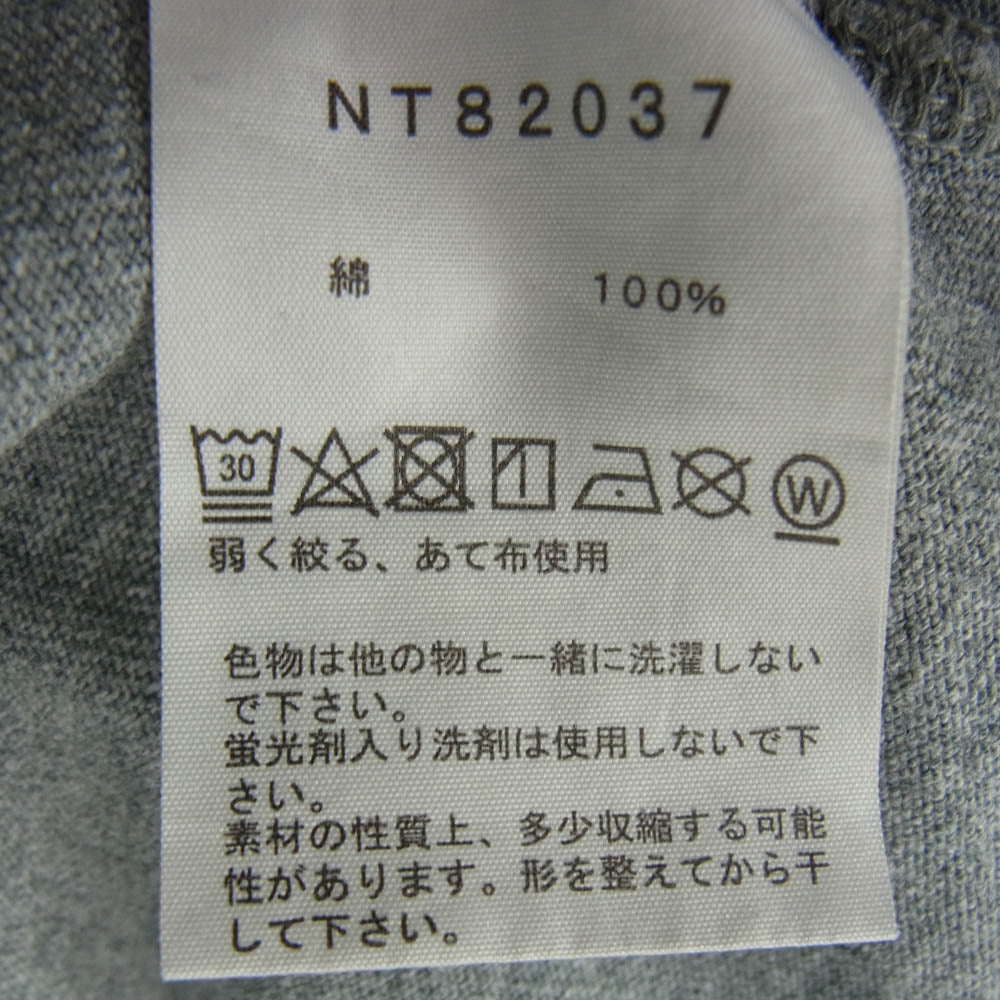 NT82037
綿 100%
30 W
弱く絞る、あて布使用
色物は他の物と一緒に洗濯しない
で下さい。
蛍光剤入り洗剤は使用しないで下
さい。
素材の性質上、多少収縮する可能
性があります。形を整えてから干
して下さい。